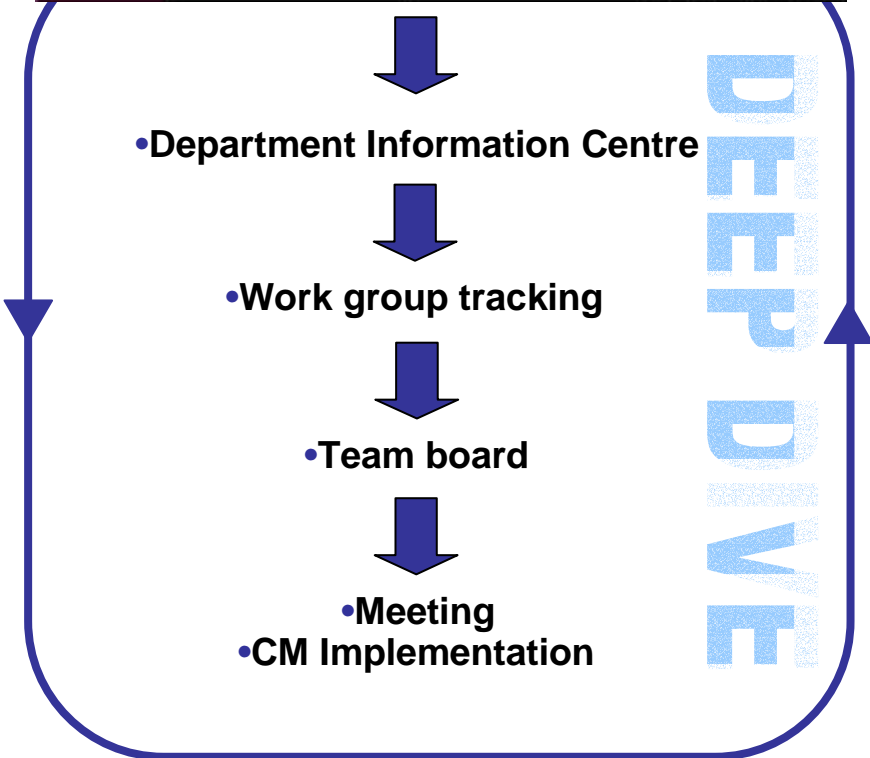 •Department Information Centre
•Work group tracking
•Team board
•Meeting
•CM Implementation
DEEP DIVE